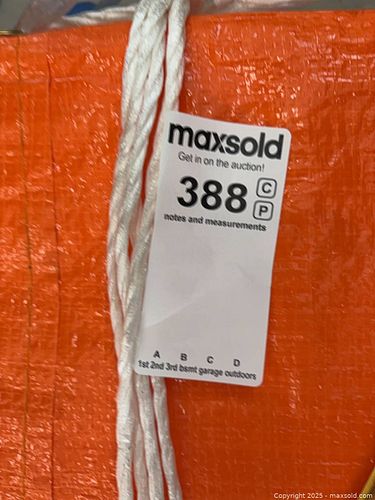 maxsold
Get in on the auction!
388 C
P
notes and measurements
A B C D
1st 2nd 3rd bsmt garage outdoors
Copyright © 2025 - maxsold.com